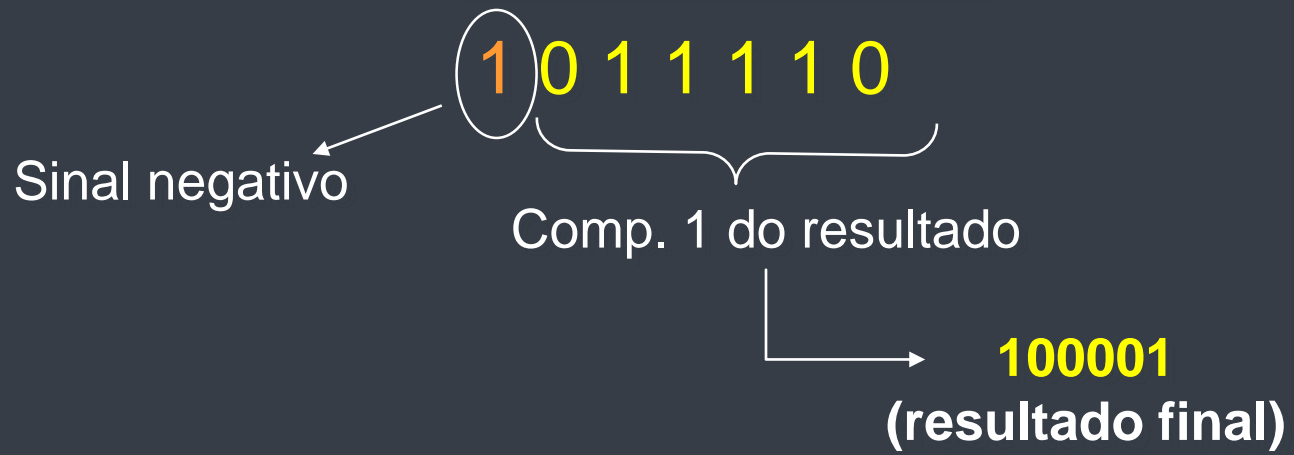 1 0 1 1 1 1 0
Sinal negativo
Comp. 1 do resultado
100001
(resultado final)